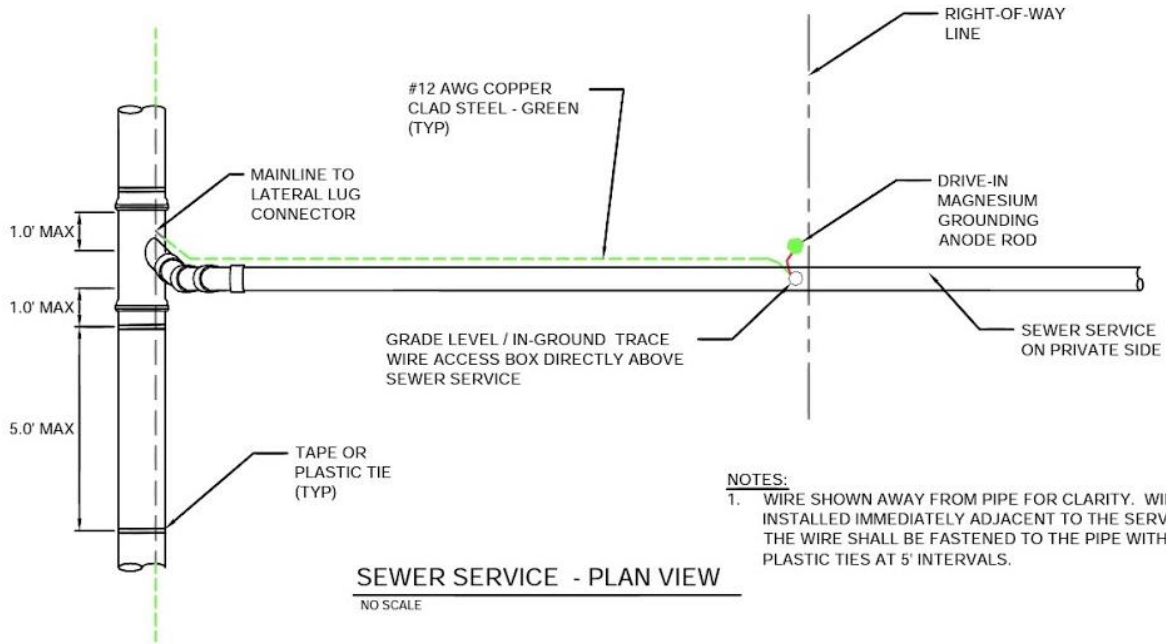 RIGHT-OF-WAY
LINE
#12 AWG COPPER
CLAD STEEL - GREEN
(TYP)
MAINLINE TO
LATERAL LUG
CONNECTOR
DRIVE-IN
MAGNESIUM
GROUNDING
ANODE ROD
1.0' MAX
1.0' MAX
GRADE LEVEL / IN-GROUND TRACE
WIRE ACCESS BOX DIRECTLY ABOVE
SEWER SERVICE
SEWER SERVICE
ON PRIVATE SIDE
5.0' MAX
TAPE OR
PLASTIC TIE
(TYP)
NOTES:
1. WIRE SHOWN AWAY FROM PIPE FOR CLARITY.
INSTALLED IMMEDIATELY ADJACENT TO THE
THE WIRE SHALL BE FASTENED TO THE PIPE WITH
PLASTIC TIES AT 5' INTERVALS.
SEWER SERVICE - PLAN VIEW
NO SCALE